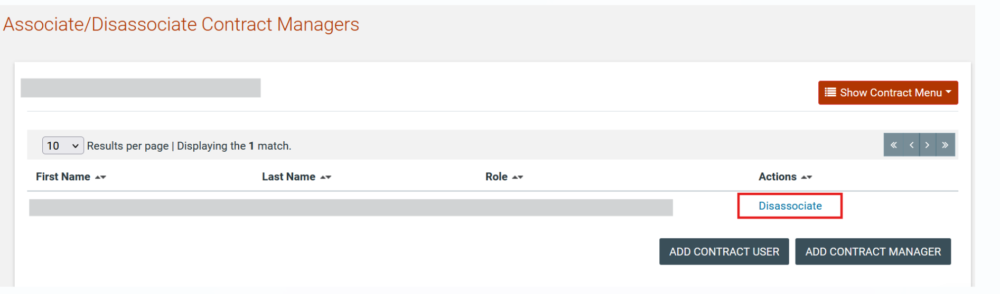 Associate/Disassociate Contract Managers
Show Contract Menu
10 Results per page | Displaying the 1 match.
« ‹ › »
First Name Last Name Role Actions
Disassociate
ADD CONTRACT USER ADD CONTRACT MANAGER